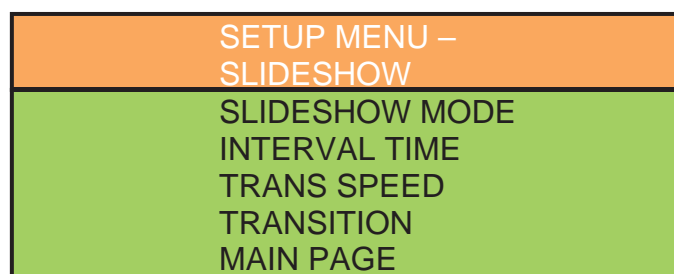 SETUP MENU –
SLIDESHOW
SLIDESHOW MODE
INTERVAL TIME
TRANS SPEED
TRANSITION
MAIN PAGE